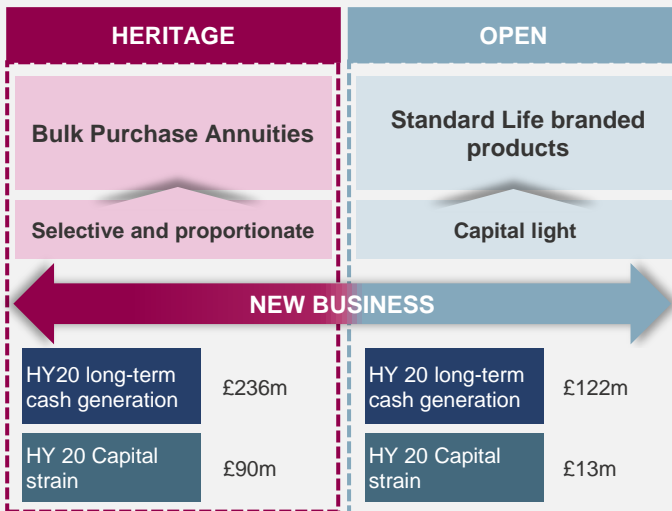 HERITAGE
OPEN
Bulk Purchase Annuities
Standard Life branded
products
Selective and proportionate
Capital light
NEW BUSINESS
HY20 long-term
cash generation
£236m
HY 20 long-term
cash generation
£122m
HY 20 Capital
strain
£90m
HY 20 Capital
strain
£13m